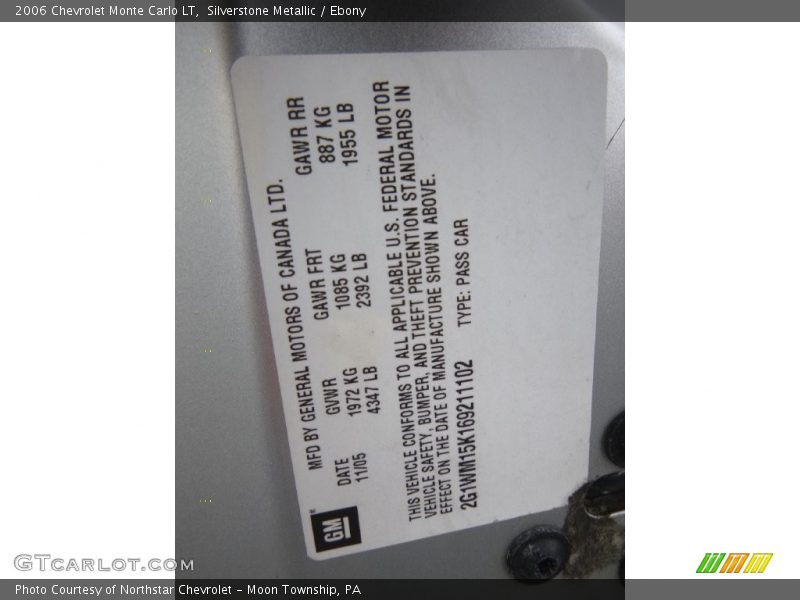 2006 Chevrolet Monte Carlo LT,  Silverstone Metallic / Ebony
MFD BY GENERAL MOTORS OF CANADA LTD.
DATE GVWR GAWR FRT GAWR RR
11/05 1972 KG 1085 KG 887 KG
4347 LB 2392 LB 1955 LB
THIS VEHICLE CONFORMS TO ALL APPLICABLE U.S. FEDERAL MOTOR
VEHICLE SAFETY, BUMPER, AND THEFT PREVENTION STANDARDS IN
EFFECT ON THE DATE OF MANUFACTURE SHOWN ABOVE.
2G1WM15K169211102 TYPE: PASS CAR
GM
GTCARLOT.COM™
Photo Courtesy of Northstar Chevrolet – Moon Township, PA